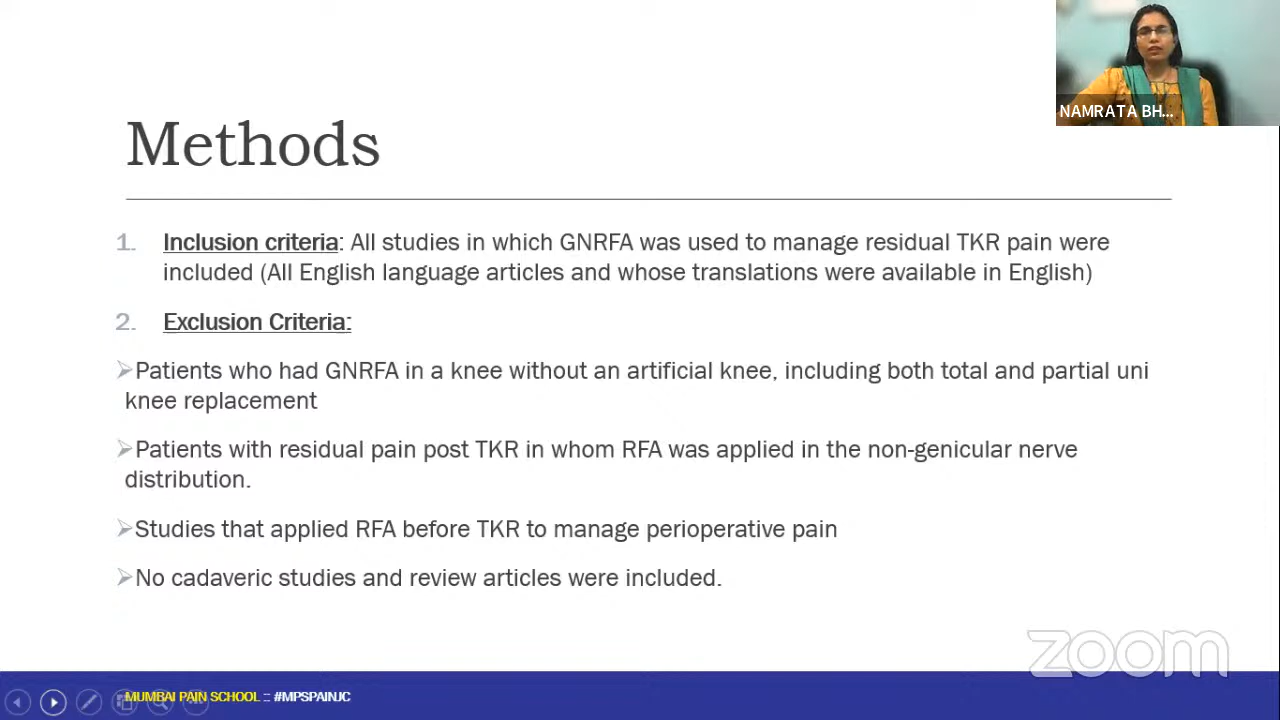 NAMRATA BH...
Methods
1. Inclusion criteria: All studies in which GNRFA was used to manage residual TKR pain were
included (All English language articles and whose translations were available in English)
2. Exclusion Criteria:
Patients who had GNRFA in a knee without an artificial knee, including both total and partial uni
knee replacement
Patients with residual pain post TKR in whom RFA was applied in the non-genicular nerve
distribution.
Studies that applied RFA before TKR to manage perioperative pain
No cadaveric studies and review articles were included.
zoom
MUMBAI PAIN SCHOOL :: #MPSPAINJC